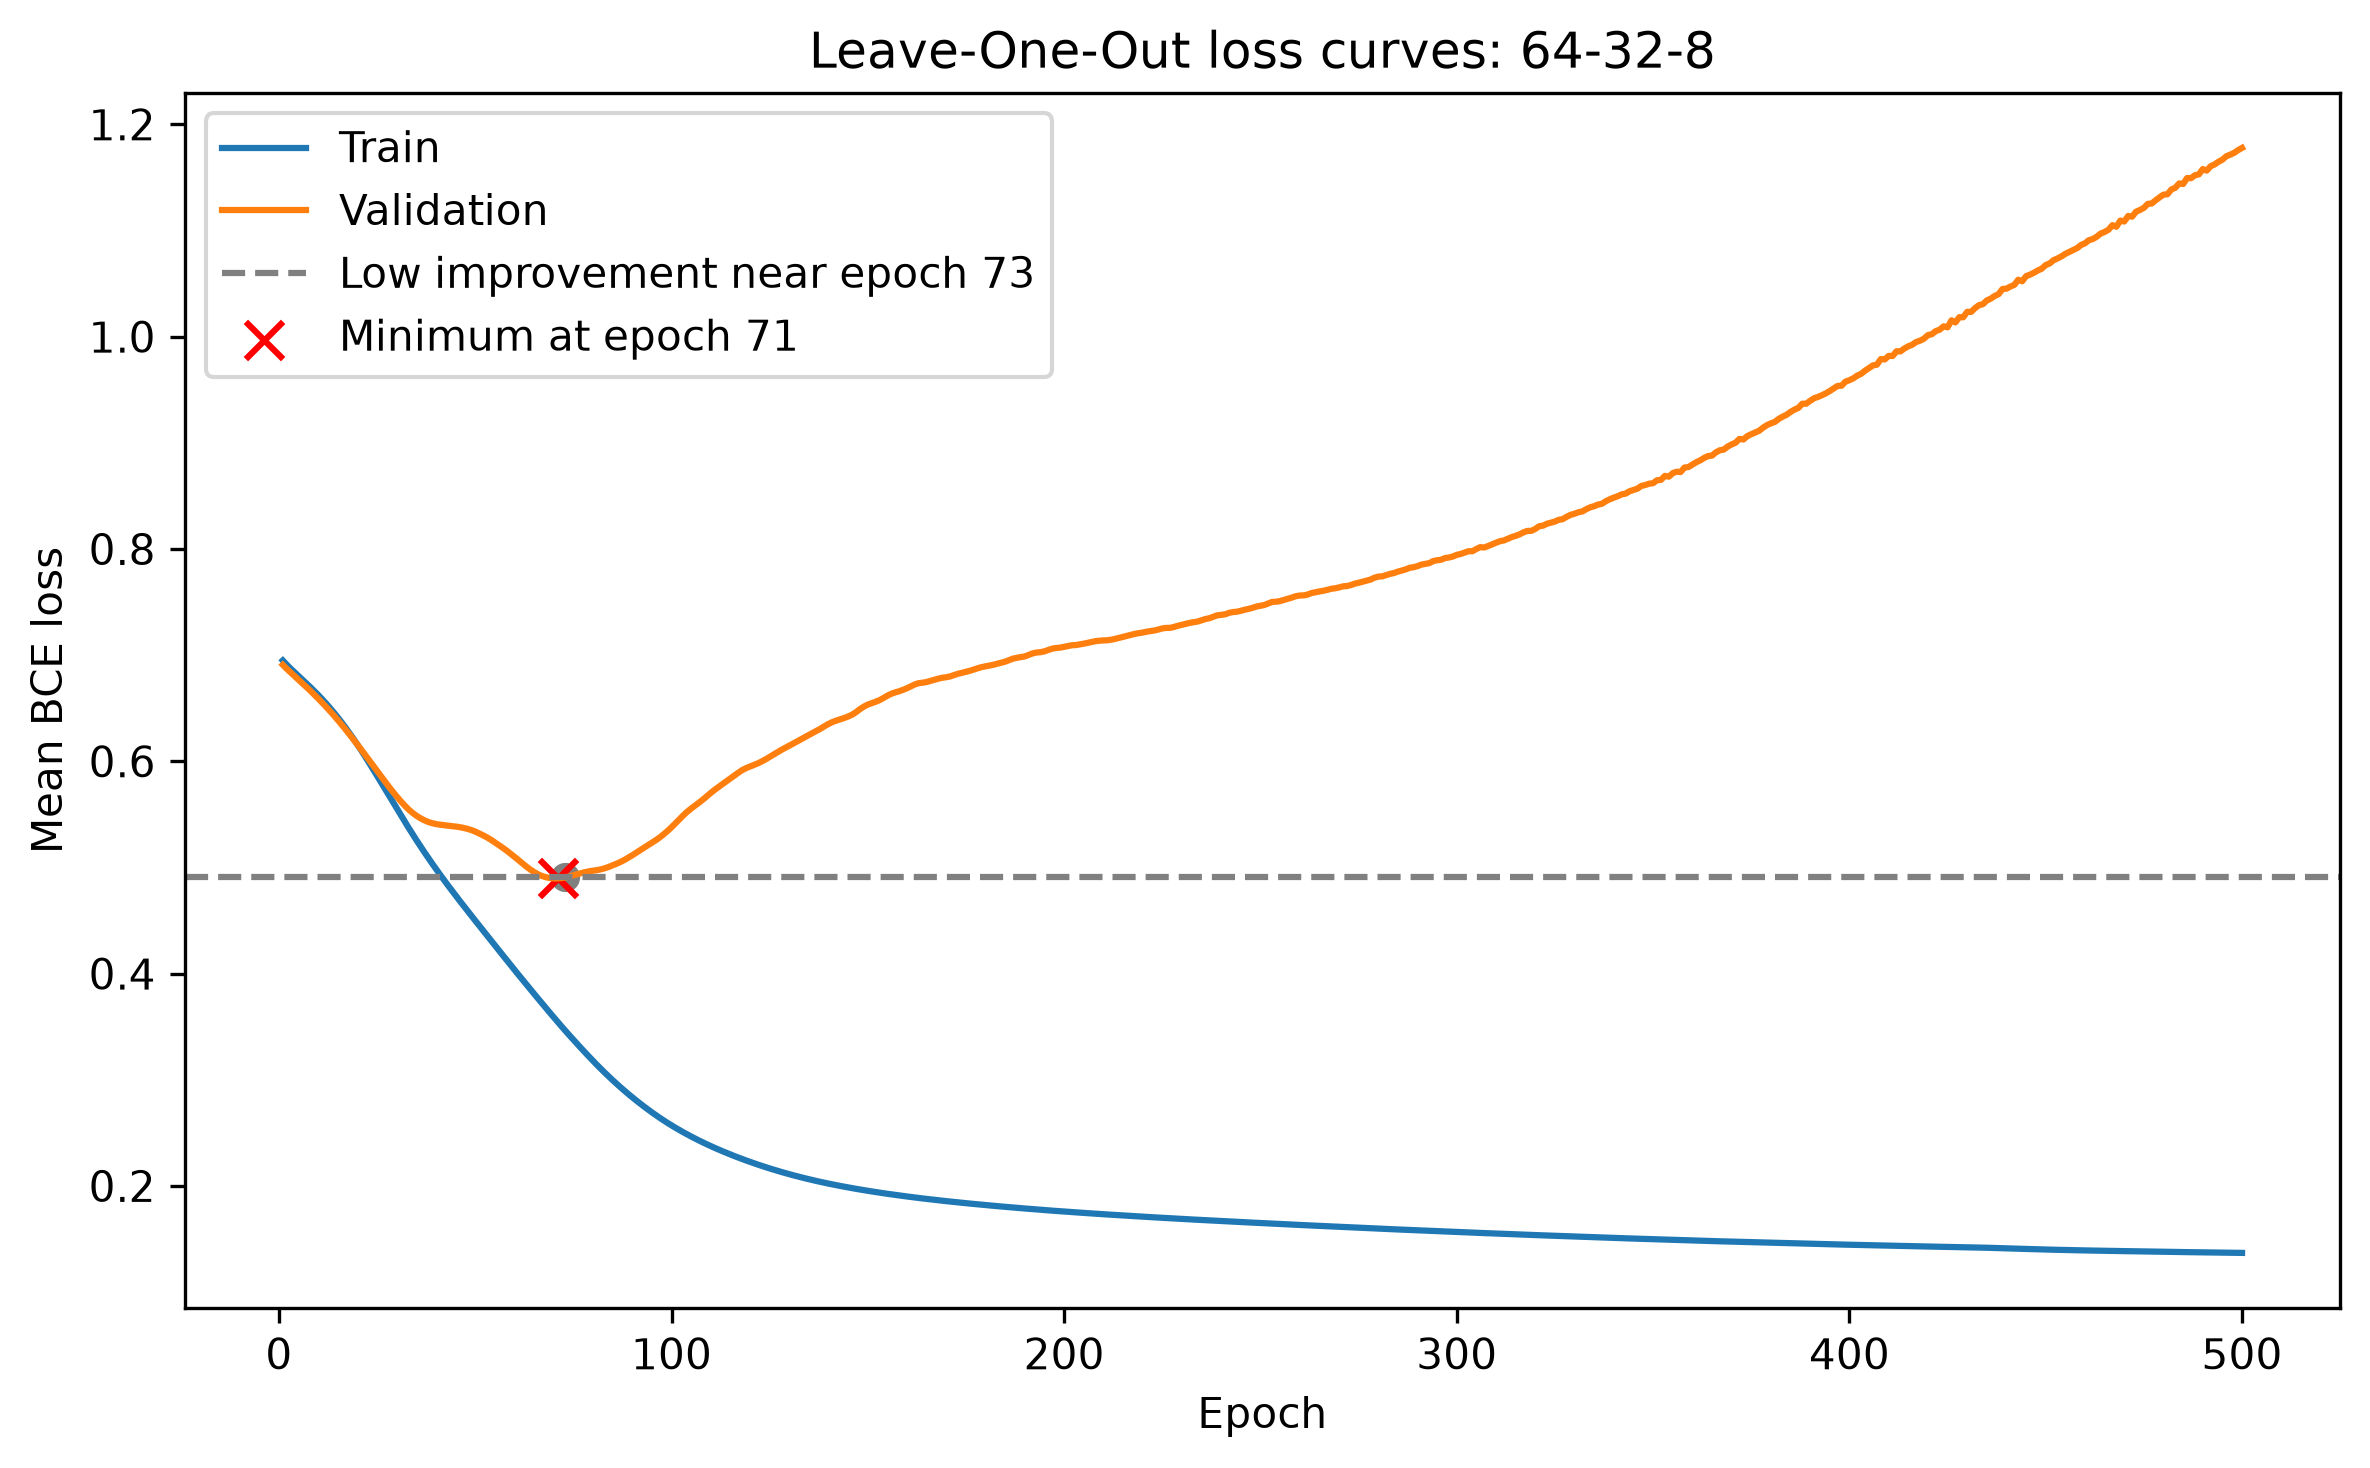 Leave-One-Out loss curves: 64-32-8
Train
Validation
Low improvement near epoch 73
Minimum at epoch 71
Mean BCE loss
1.2
1.0
0.8
0.6
0.4
0.2
0 100 200 300 400 500
Epoch